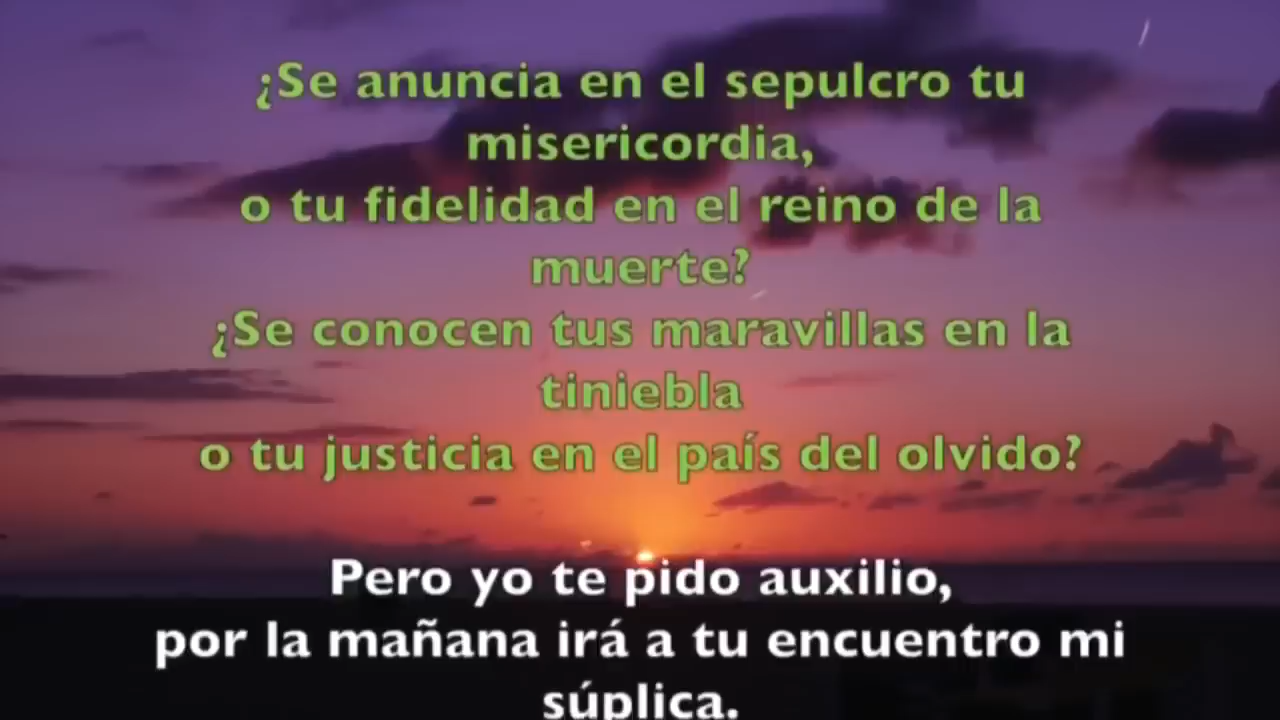 ¿Se anuncia en el sepulcro tu
misericordia,
o tu fidelidad en el reino de la
muerte?
¿Se conocen tus maravillas en la
tiniebla
o tu justicia en el país del olvido?
Pero yo te pido auxilio,
por la mañana irá a tu encuentro mi
súplica.